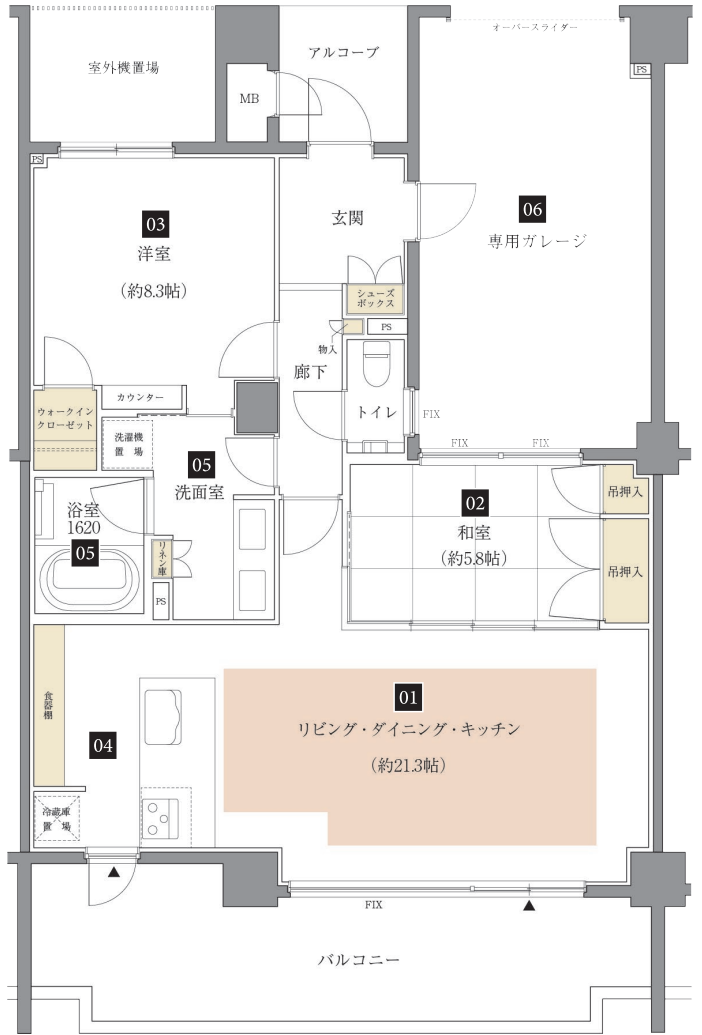 オーバースライダー
アルコーブ
室外機置場
PS
MB
PS
03
洋室
(約8.3帖)
玄関
06
専用ガレージ
シューズ
ボックス
物入
PS
廊下
カウンター
トイレ
FIX
ウォークイン
クローゼット
洗濯機
置場
FIX
FIX
05
洗面室
02
和室
(約5.8帖)
吊押入
吊押入
浴室
1620
05
リネン庫
PS
食器棚
01
リビング・ダイニング・キッチン
(約21.3帖)
04
冷蔵庫
置場
FIX
バルコニー